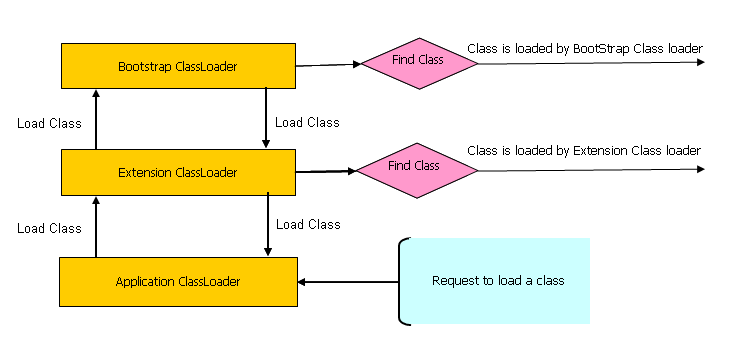 Class is loaded by BootStrap Class loader
Bootstrap ClassLoader
Find Class
Load Class
Load Class
Class is loaded by Extension Class loader
Extension ClassLoader
Find Class
Load Class
Load Class
Application ClassLoader
Request to load a class